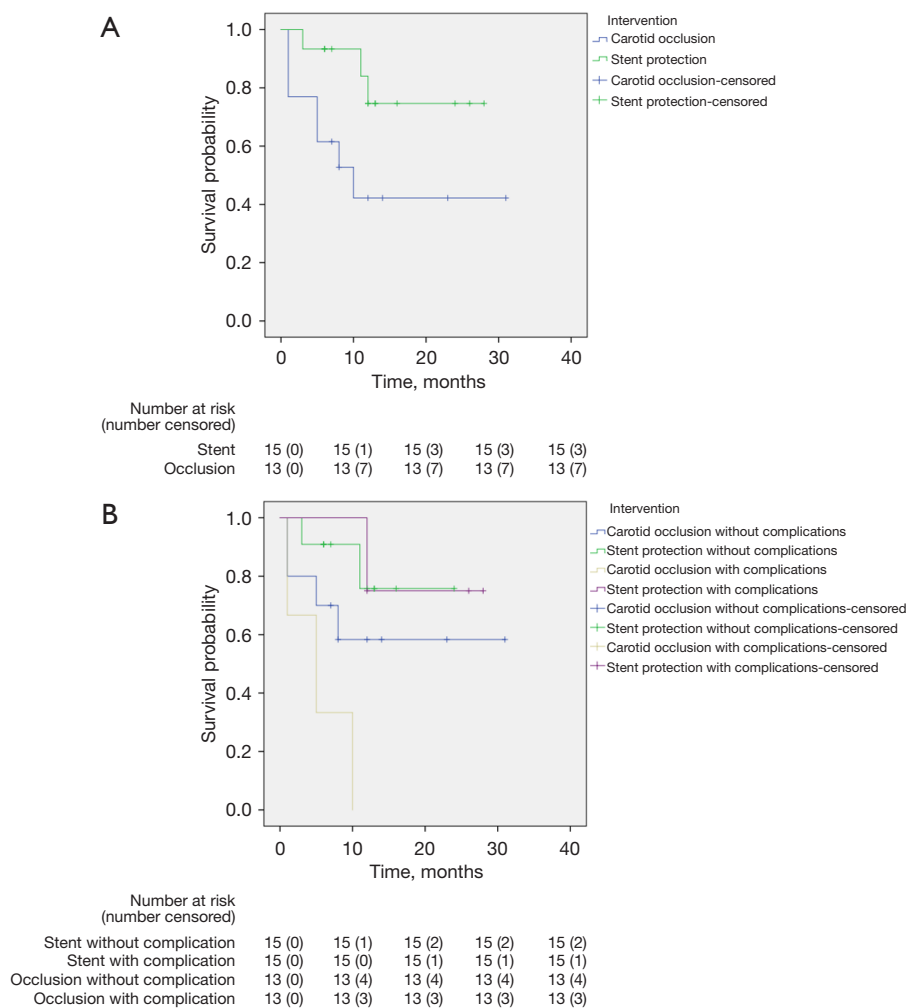 A
Intervention
Carotid occlusion
Stent protection
Carotid occlusion-censored
Stent protection-censored
1.0
0.8
0.6
0.4
0.2
0.0
Survival probability
0 10 20 30 40
Time, months
Number at risk
(number censored)
Stent 15 (0) 15 (1) 15 (3) 15 (3) 15 (3)
Occlusion 13 (0) 13 (7) 13 (7) 13 (7) 13 (7)
B
Intervention
Carotid occlusion without complications
Stent protection without complications
Carotid occlusion with complications
Stent protection with complications
Carotid occlusion without complications-censored
Stent protection without complications-censored
Carotid occlusion with complications-censored
Stent protection with complications-censored
1.0
0.8
0.6
0.4
0.2
0.0
Survival probability
0 10 20 30 40
Time, months
Number at risk
(number censored)
Stent without complication 15 (0) 15 (1) 15 (2) 15 (2) 15 (2)
Stent with complication 15 (0) 15 (0) 15 (1) 15 (1) 15 (1)
Occlusion without complication 13 (0) 13 (4) 13 (4) 13 (4) 13 (4)
Occlusion with complication 13 (0) 13 (3) 13 (3) 13 (3) 13 (3)